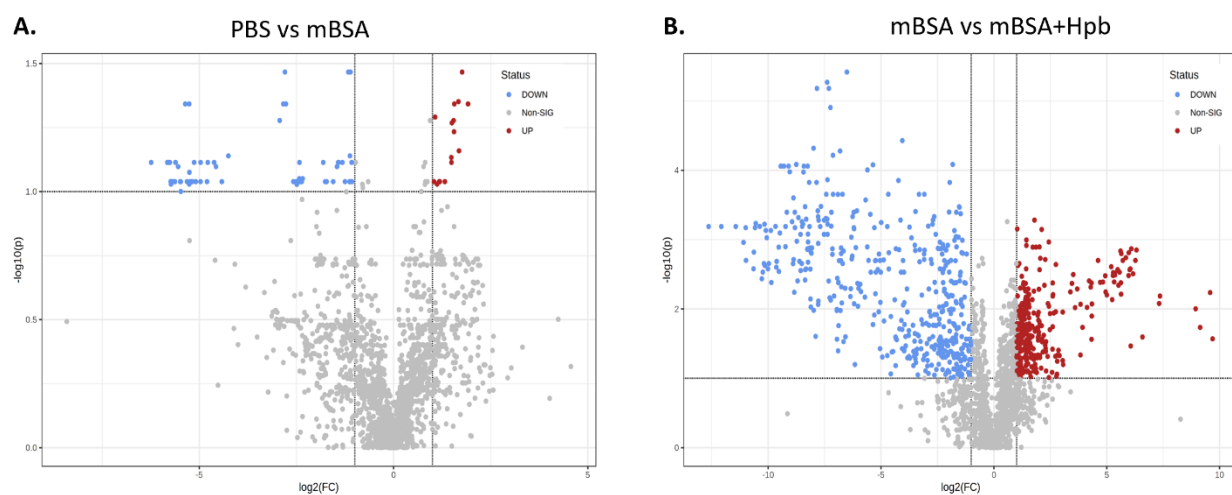 A.
PBS vs mBSA
1.5
1.0
0.5
0.0
-log10(p)
-5
0
5
log2(FC)
Status
DOWN
Non-SIG
UP
B.
mBSA vs mBSA+Hpb
4
2
0
-log10(p)
-10
-5
0
5
10
log2(FC)
Status
DOWN
Non-SIG
UP